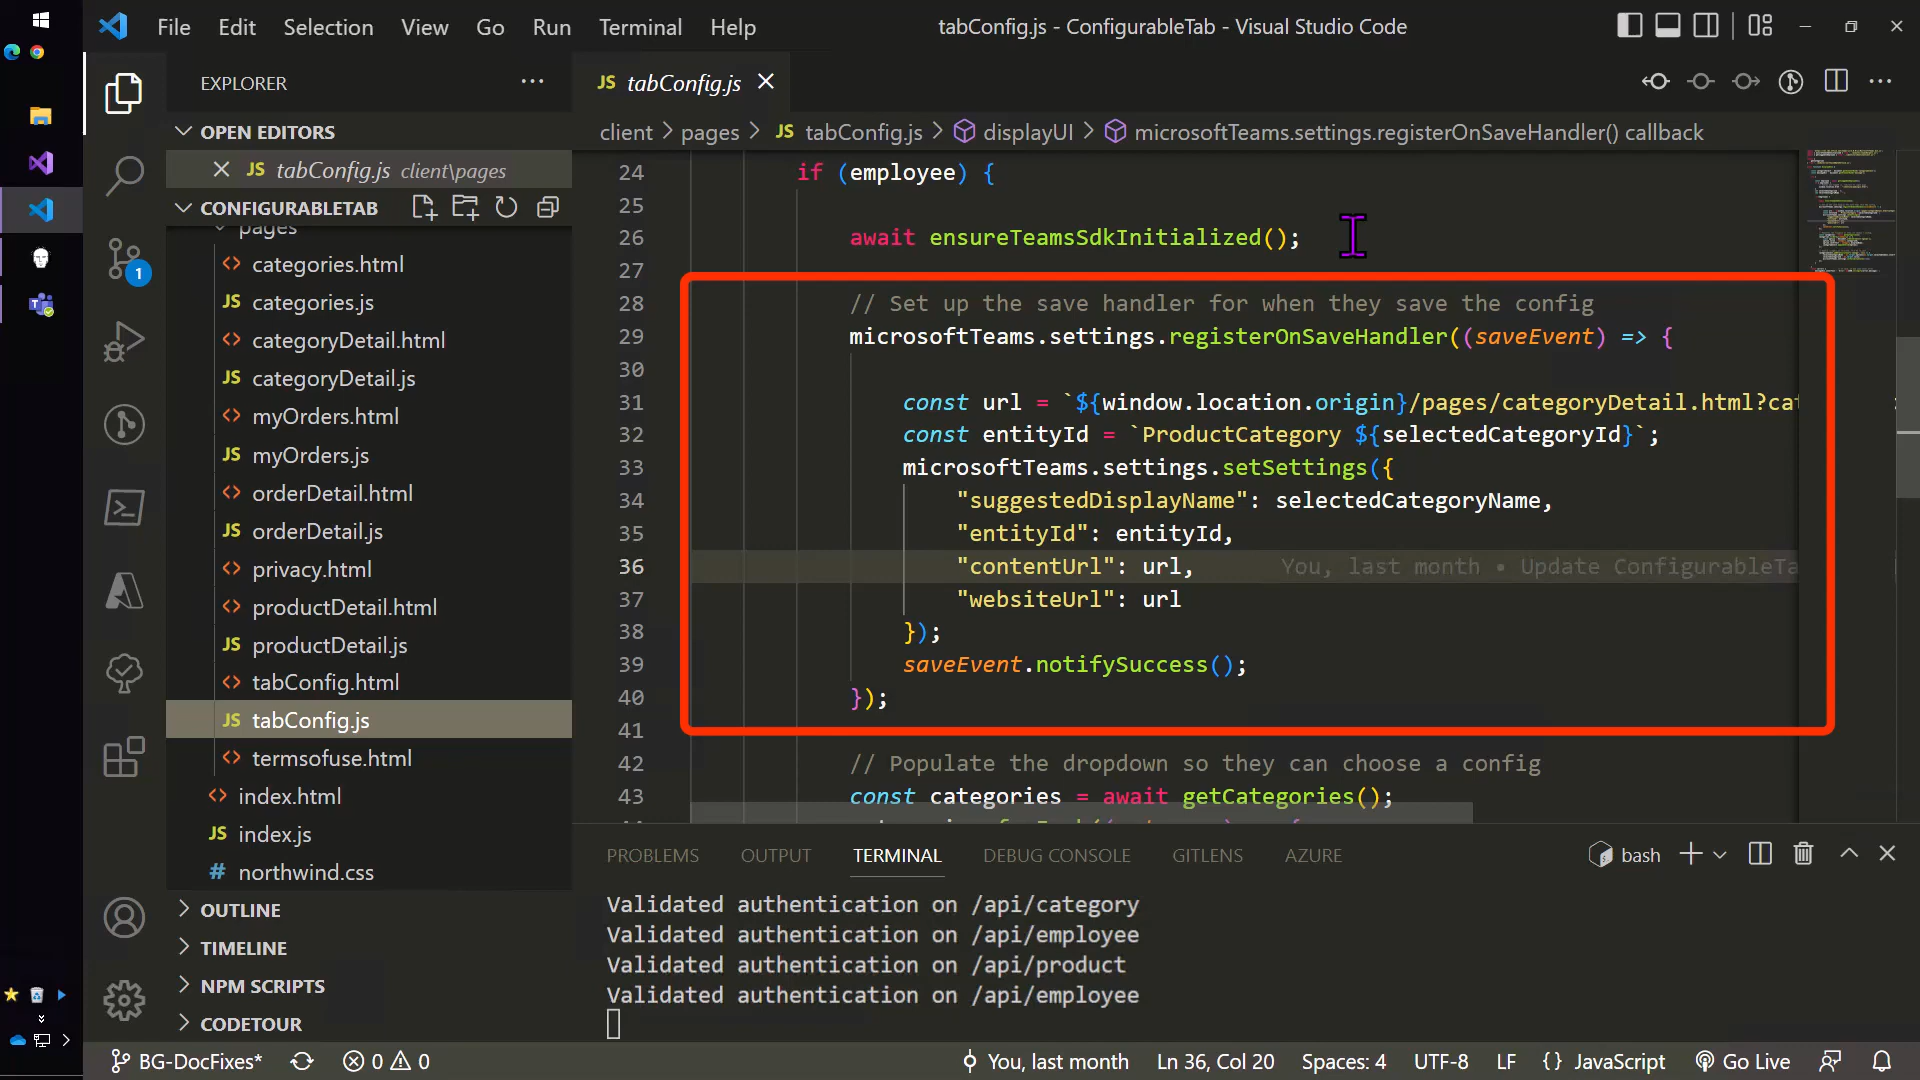 File Edit Selection View Go Run Terminal Help
tabConfig.js - ConfigurableTab - Visual Studio Code
EXPLORER
OPEN EDITORS
JS tabConfig.js client\pages
CONFIGURABLETAB
pages
<> categories.html
JS categories.js
<> categoryDetail.html
JS categoryDetail.js
<> myOrders.html
JS myOrders.js
<> orderDetail.html
JS orderDetail.js
<> privacy.html
<> productDetail.html
JS productDetail.js
<> tabConfig.html
JS tabConfig.js
<> termsofuse.html
<> index.html
JS index.js
# northwind.css
OUTLINE
TIMELINE
NPM SCRIPTS
CODETOUR
1
JS tabConfig.js
client > pages > JS tabConfig.js > displayUI > microsoftTeams.settings.registerOnSaveHandler() callback
24 if (employee) {
25
26 await ensureTeamsSdkInitialized();
27
28 // Set up the save handler for when they save the config
29 microsoftTeams.settings.registerOnSaveHandler((saveEvent) => {
30
31 const url = `${window.location.origin}/pages/categoryDetail.html?cat
32 const entityId = `ProductCategory ${selectedCategoryId}`;
33 microsoftTeams.settings.setSettings({
34 "suggestedDisplayName": selectedCategoryName,
35 "entityId": entityId,
36 "contentUrl": url, You, last month • Update ConfigurableTa
37 "websiteUrl": url
38 });
39 saveEvent.notifySuccess();
40 });
41
42 // Populate the dropdown so they can choose a config
43 const categories = await getCategories();
PROBLEMS OUTPUT TERMINAL DEBUG CONSOLE GITLENS AZURE
bash
Validated authentication on /api/category
Validated authentication on /api/employee
Validated authentication on /api/product
Validated authentication on /api/employee
BG-DocFixes* 0 0
You, last month Ln 36, Col 20 Spaces: 4 UTF-8 LF {} JavaScript Go Live